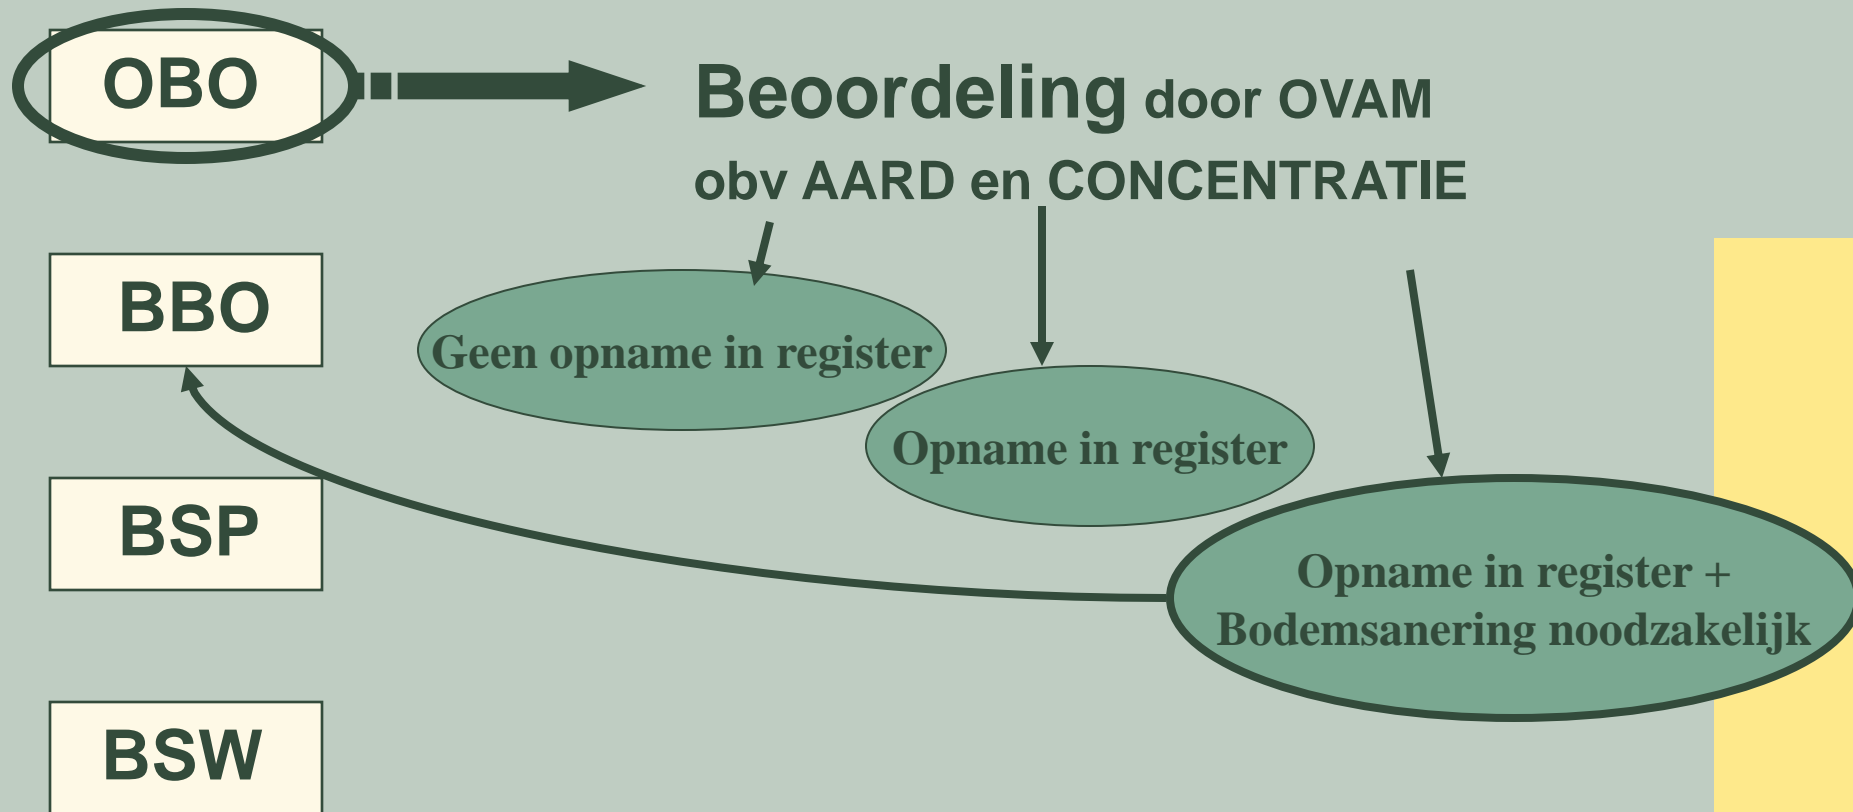 OBO
Beoordeling door OVAM
obv AARD en CONCENTRATIE
BBO
Geen opname in register
Opname in register
BSP
Opname in register +
Bodemsanering noodzakelijk
BSW